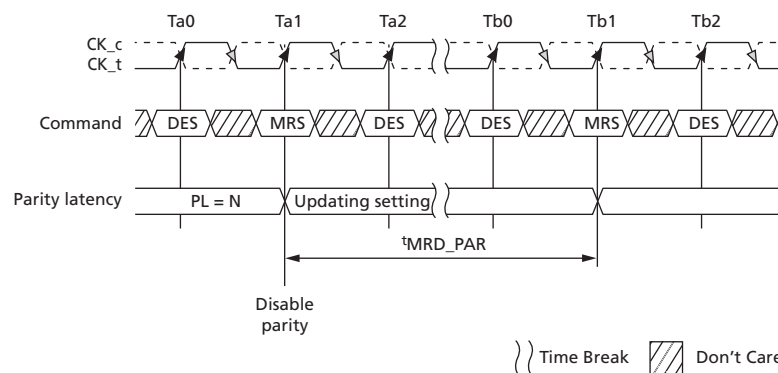 Ta0 Ta1 Ta2 Tb0 Tb1 Tb2
CK_c
CK_t
Command DES MRS DES DES MRS DES
Parity latency PL = N Updating setting
tMRD_PAR
Disable
parity
Time Break Don't Care